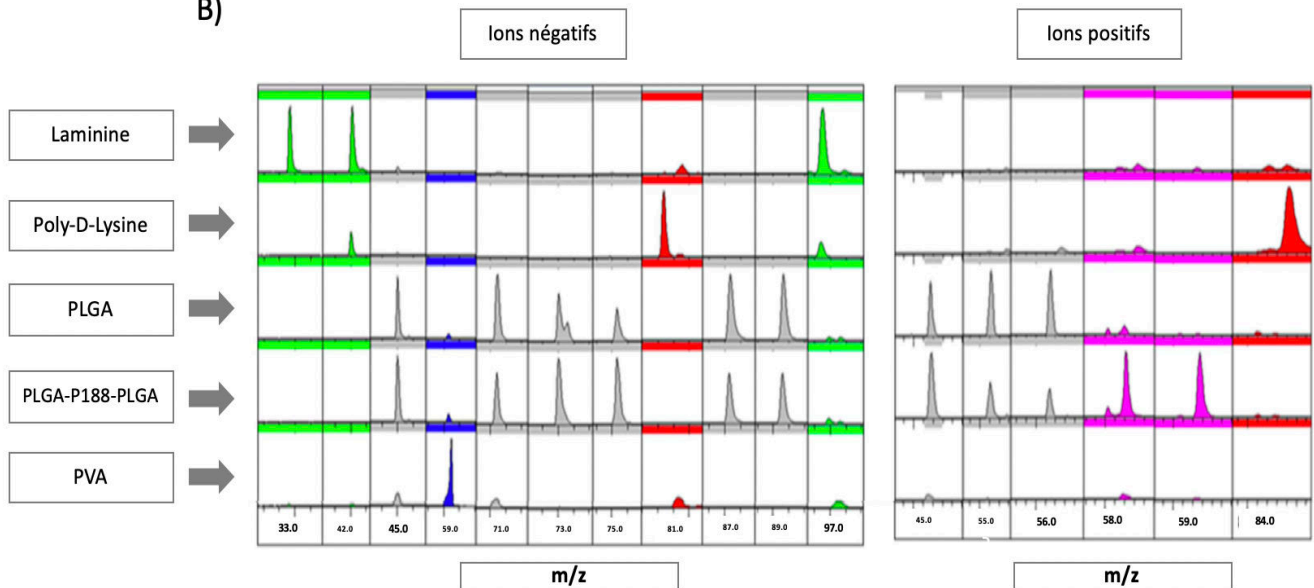 B)
Ions négatifs
Ions positifs
Laminine
Poly-D-Lysine
PLGA
PLGA-P188-PLGA
PVA
33.0 42.0 45.0 59.0 71.0 73.0 75.0 81.0 87.0 89.0 97.0
45.0 55.0 56.0 58.0 59.0 84.0
m/z
m/z